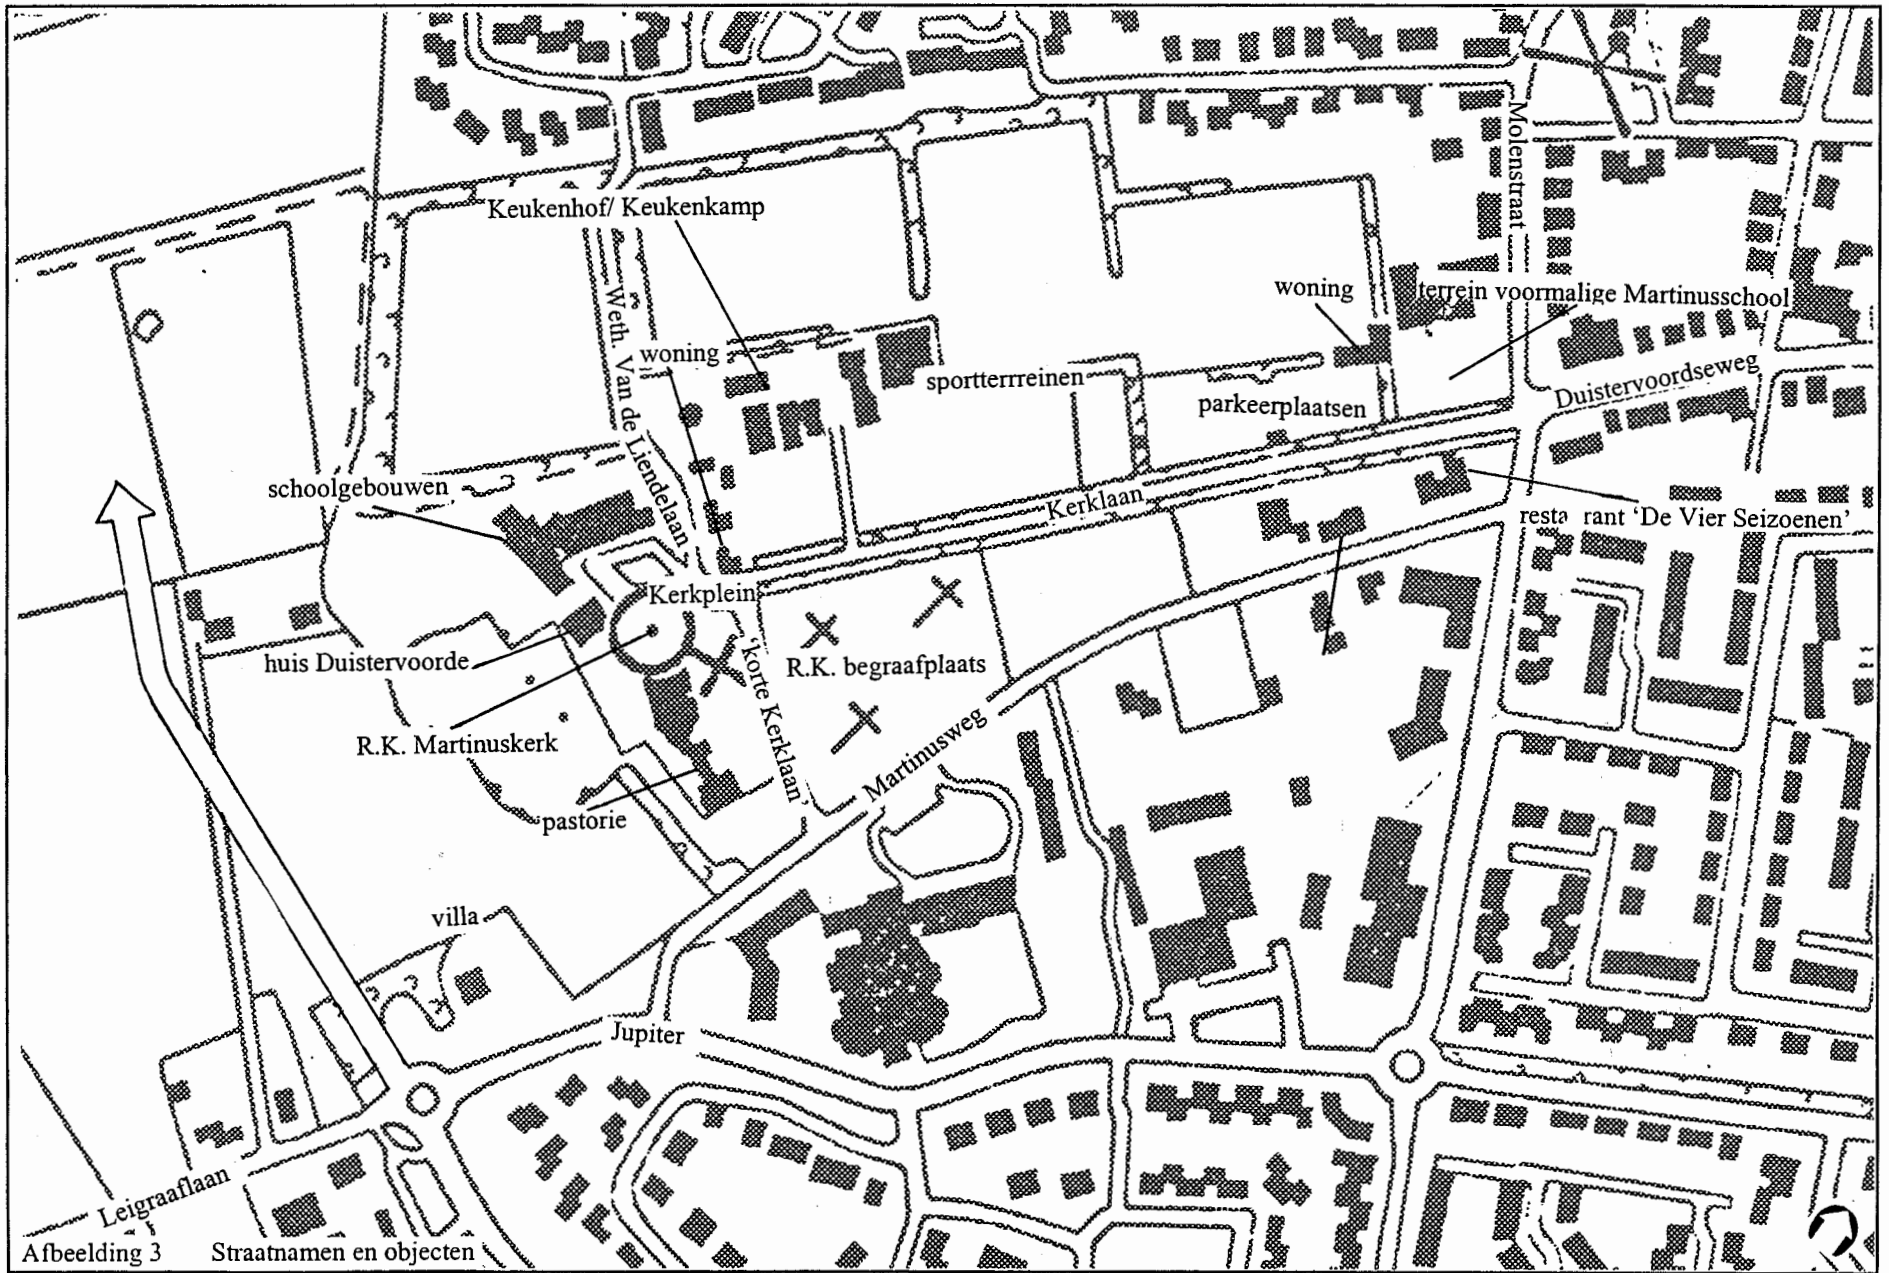 Molenstraat
Keukenhof/ Keukenkamp
woning
terrein voormalige Martinusschool
Weth. Van de Liendelaan
woning
sportterrreinen
parkeerplaatsen
Duistervoordseweg
schoolgebouwen
Kerklaan
resta rant ‘De Vier Seizoenen’
Kerkplein
huis Duistervoorde
‘korte Kerklaan’
R.K. begraafplaats
R.K. Martinuskerk
Martinusweg
pastorie
villa
Jupiter
Leigraaflaan
Afbeelding 3 Straatnamen en objecten